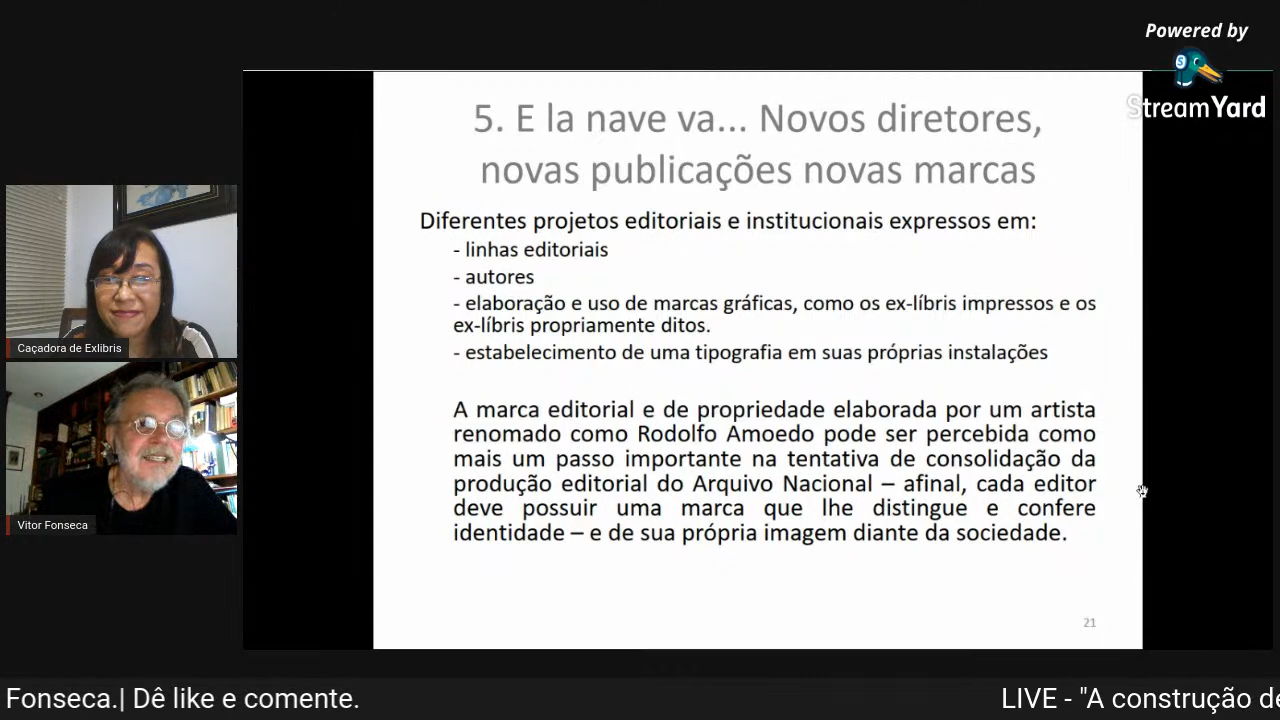 Powered by
StreamYard
5. E la nave va... Novos diretores,
novas publicações novas marcas
Diferentes projetos editoriais e institucionais expressos em:
- linhas editoriais
- autores
- elaboração e uso de marcas gráficas, como os ex-líbris impressos e os
ex-líbris propriamente ditos.
- estabelecimento de uma tipografia em suas próprias instalações
A marca editorial e de propriedade elaborada por um artista
renomado como Rodolfo Amoedo pode ser percebida como
mais um passo importante na tentativa de consolidação da
produção editorial do Arquivo Nacional – afinal, cada editor
deve possuir uma marca que lhe distingue e confere
identidade – e de sua própria imagem diante da sociedade.
21
Caçadora de Exlibris
Vitor Fonseca
Fonseca.| Dê like e comente.
LIVE - "A construção de